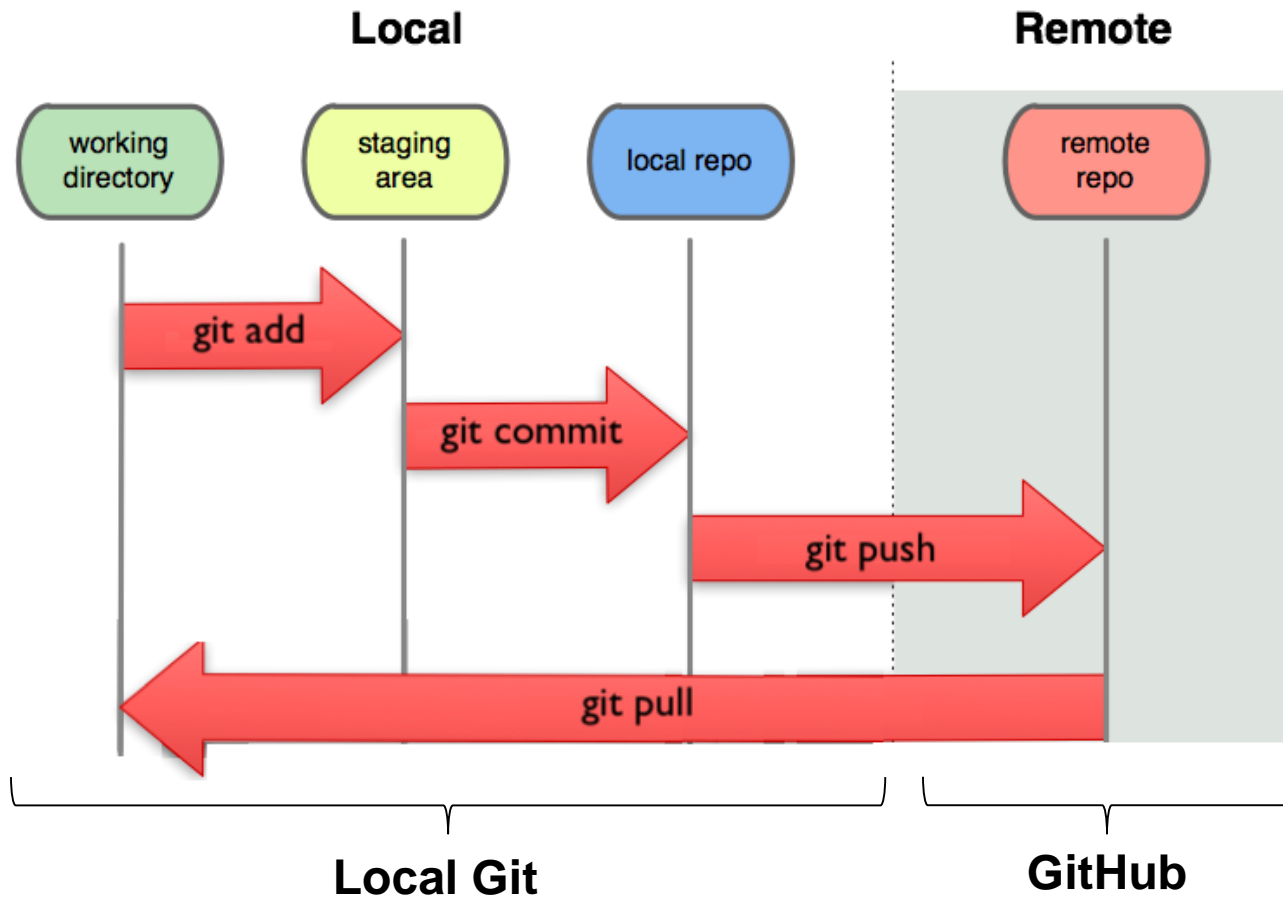 Local
Remote
working
directory
staging
area
local repo
remote
repo
git add
git commit
git push
git pull
Local Git
GitHub